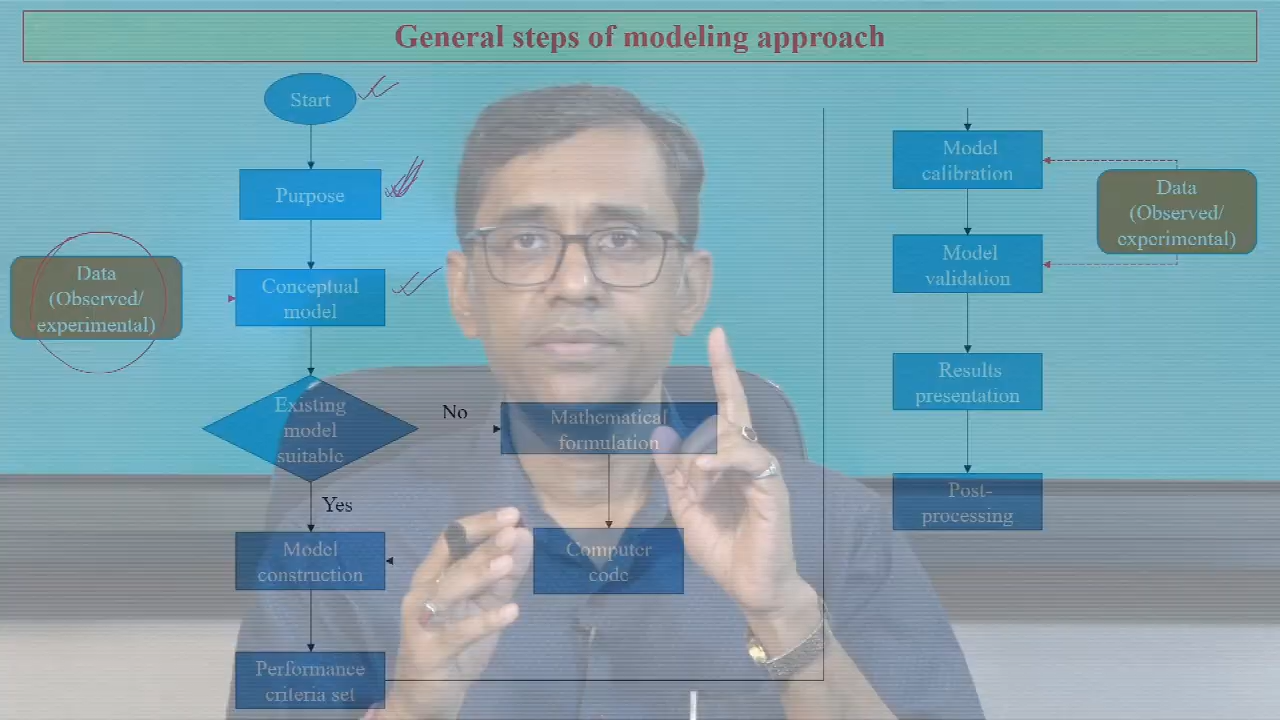 General steps of modeling approach
Start
Purpose
Conceptual
model
Data
(Observed/
experimental)
Existing
model
suitable
No
Mathematical
formulation
Yes
Model
construction
Computer
code
Performance
criteria set
Model
calibration
Data
(Observed/
experimental)
Model
validation
Results
presentation
Post-
processing